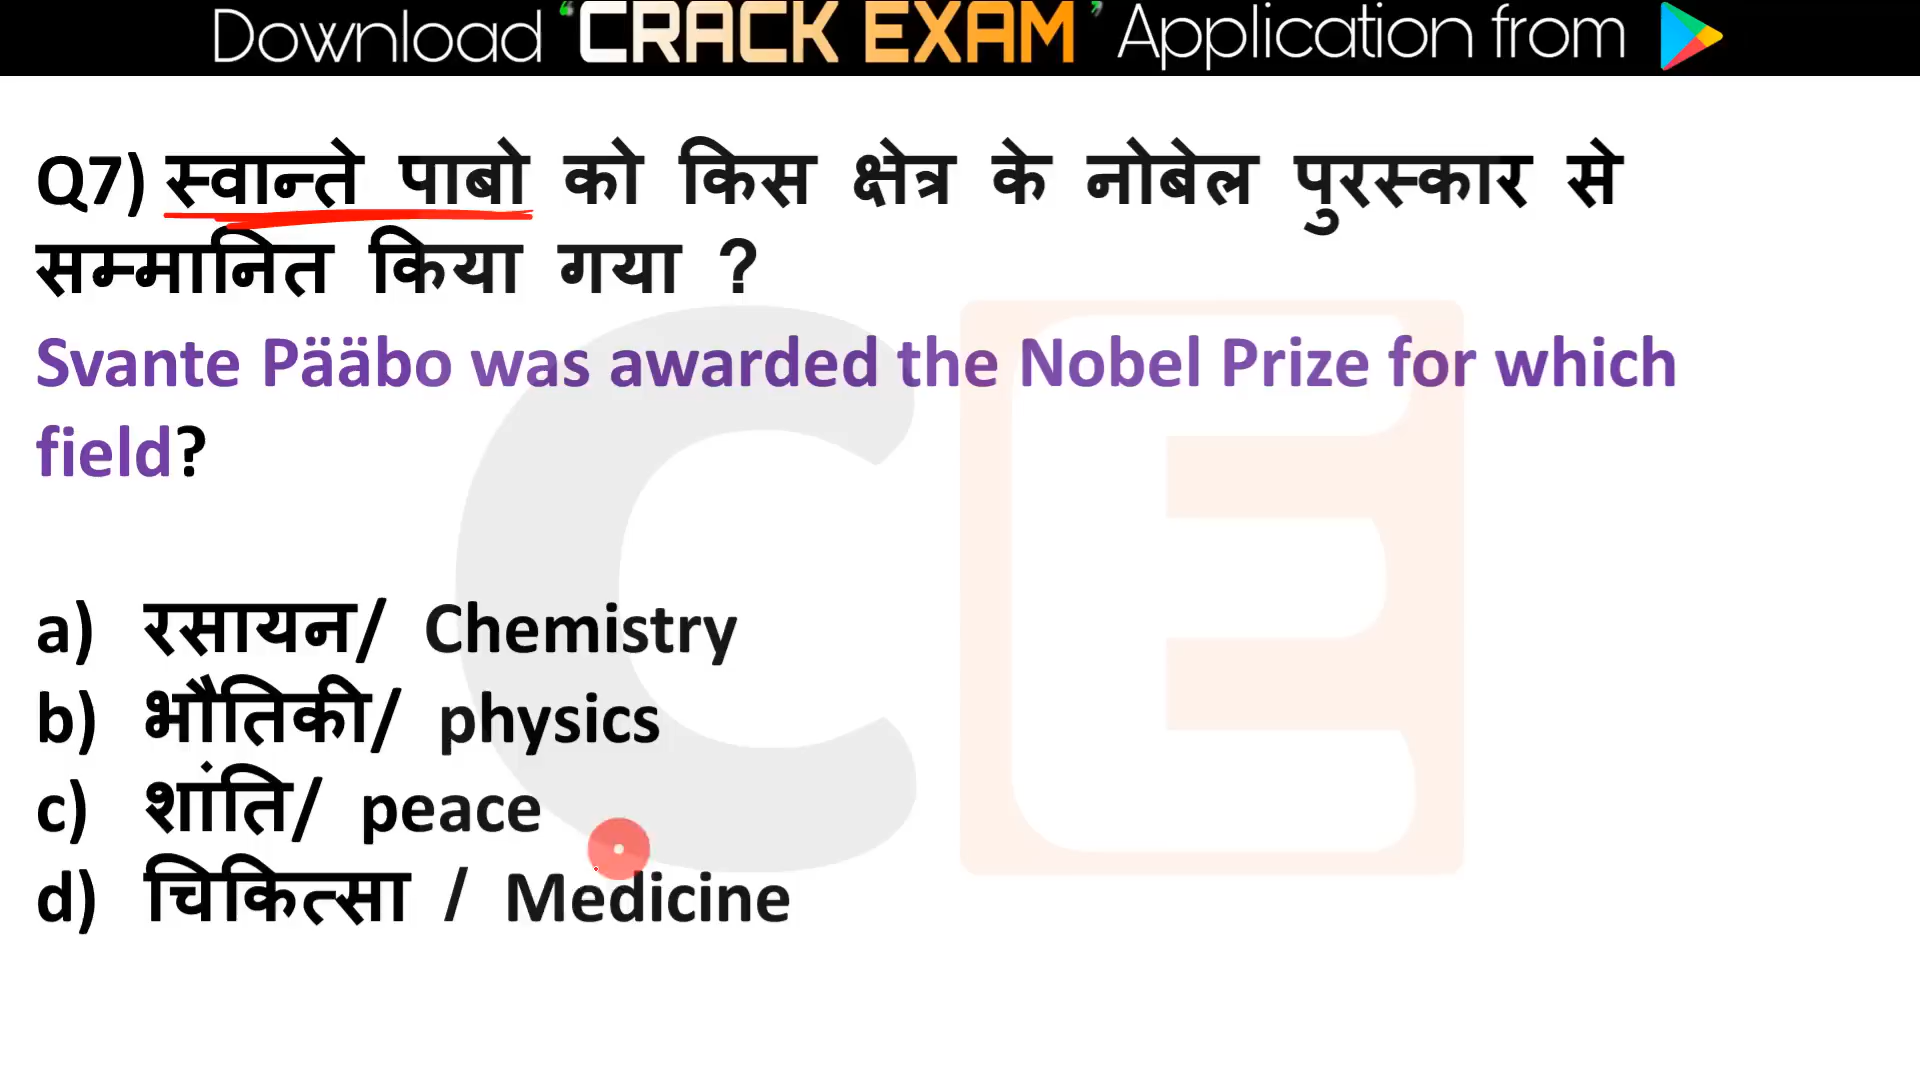 Download 'CRACK EXAM' Application from
Q7) स्वान्ते पाबो को किस क्षेत्र के नोबेल पुरस्कार से
सम्मानित किया गया ?
Svante Pääbo was awarded the Nobel Prize for which
field?
a) रसायन/ Chemistry
b) भौतिकी/ physics
c) शांति/ peace
d) चिकित्सा / Medicine
CE